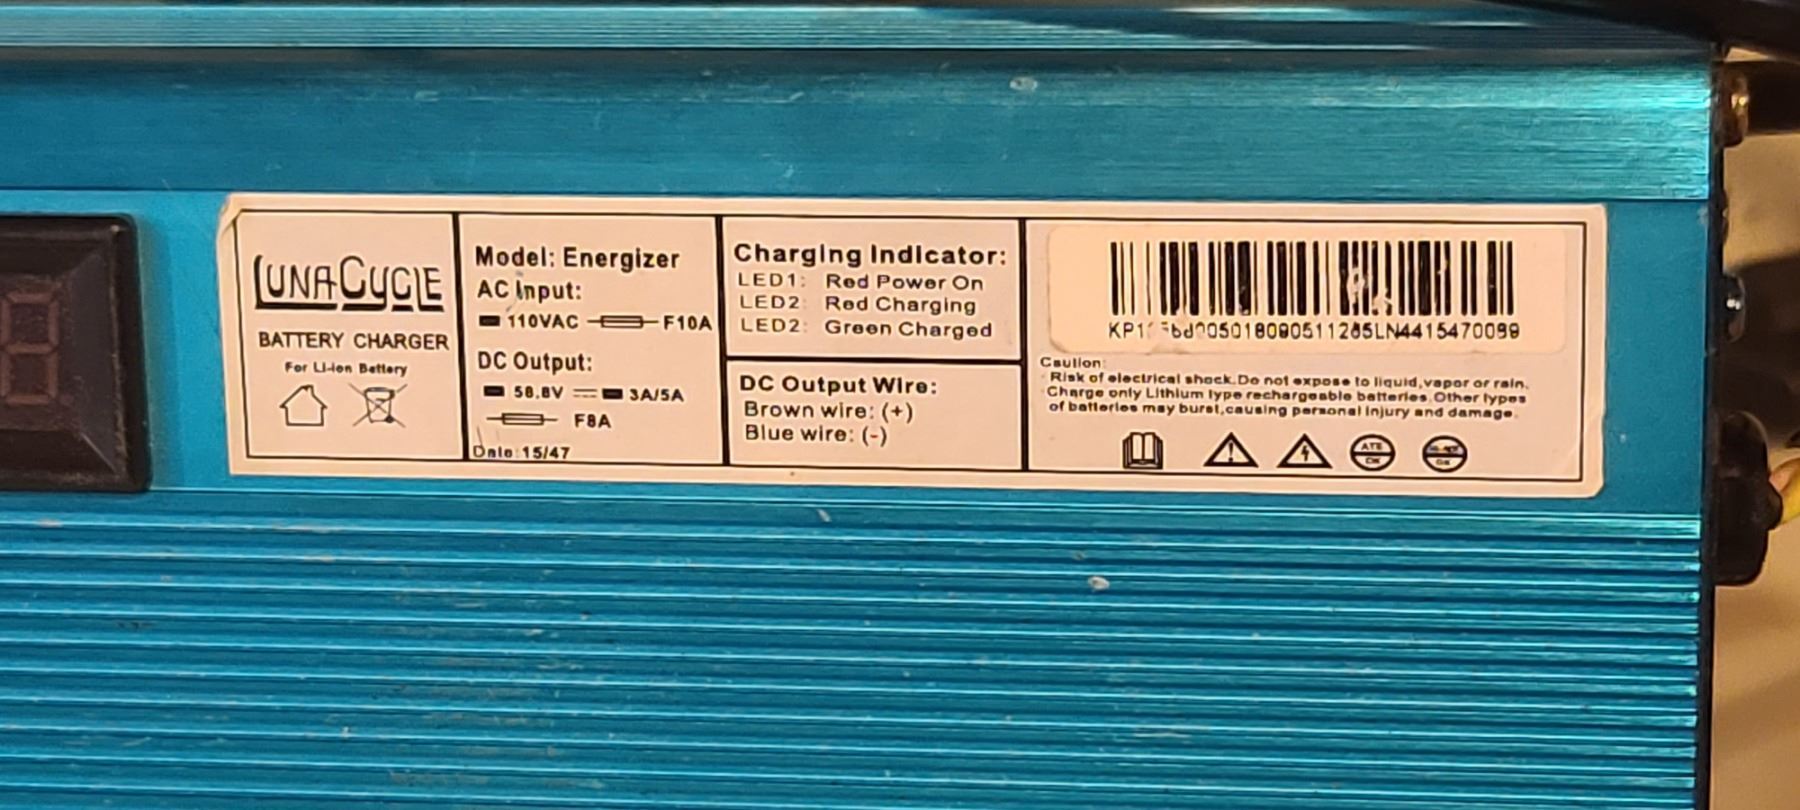 LUNACYCLE
BATTERY CHARGER
For Li-ion Battery
Model: Energizer
AC Input:
110VAC F10A
DC Output:
58.8V 3A/5A
F8A
Date: 15/47
Charging Indicator:
LED1: Red Power On
LED2: Red Charging
LED2: Green Charged
DC Output Wire:
Brown wire: (+)
Blue wire: (-)
Caution:
Risk of electrical shock. Do not expose to liquid, vapor or rain.
Charge only Lithium type rechargeable batteries. Other types
of batteries may burst, causing personal injury and damage.
ATE
OK
OK